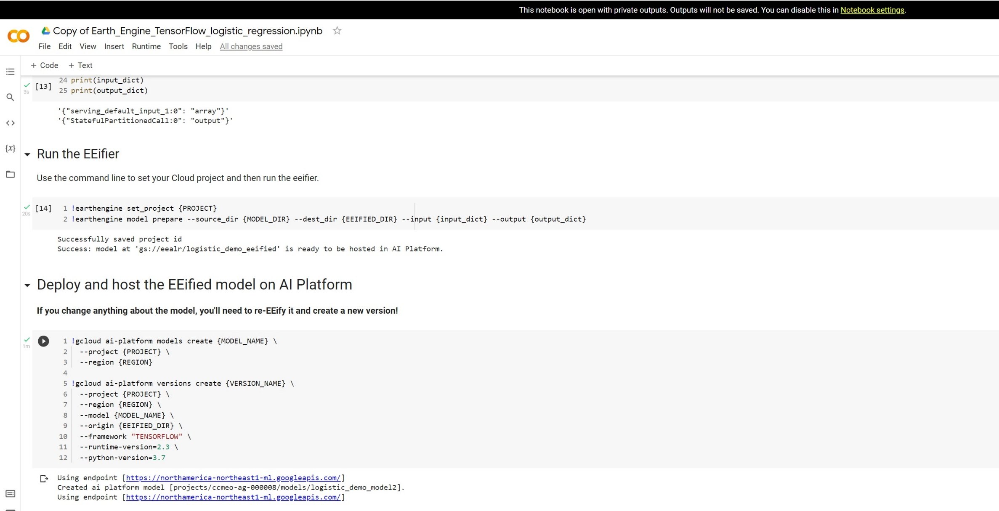 This notebook is open with private outputs. Outputs will not be saved. You can disable this in Notebook settings.
Copy of Earth_Engine_TensorFlow_logistic_regression.ipynb
File Edit View Insert Runtime Tools Help All changes saved
+ Code + Text
24 print(input_dict)
[13]
3s
25 print(output_dict)
'{"serving_default_input_1:0": "array"}'
'{"StatefulPartitionedCall:0": "output"}'
{x}
Run the EEifier
Use the command line to set your Cloud project and then run the eeifier.
[14] 1 !earthengine set_project {PROJECT}
20s
2 !earthengine model prepare --source_dir {MODEL_DIR} --dest_dir {EEIFIED_DIR} --input {input_dict} --output {output_dict}
Successfully saved project id
Success: model at 'gs://eealr/logistic_demo_eeified' is ready to be hosted in AI Platform.
Deploy and host the EEified model on AI Platform
If you change anything about the model, you'll need to re-EEify it and create a new version!
1 !gcloud ai-platform models create {MODEL_NAME} \
1m
2 --project {PROJECT} \
3 --region {REGION}
4
5 !gcloud ai-platform versions create {VERSION_NAME} \
6 --project {PROJECT} \
7 --region {REGION} \
8 --model {MODEL_NAME} \
9 --origin {EEIFIED_DIR} \
10 --framework "TENSORFLOW" \
11 --runtime-version=2.3 \
12 --python-version=3.7
Using endpoint [https://northamerica-northeast1-ml.googleapis.com/]
Created ai platform model [projects/ccmeo-ag-000008/models/logistic_demo_model2].
Using endpoint [https://northamerica-northeast1-ml.googleapis.com/]